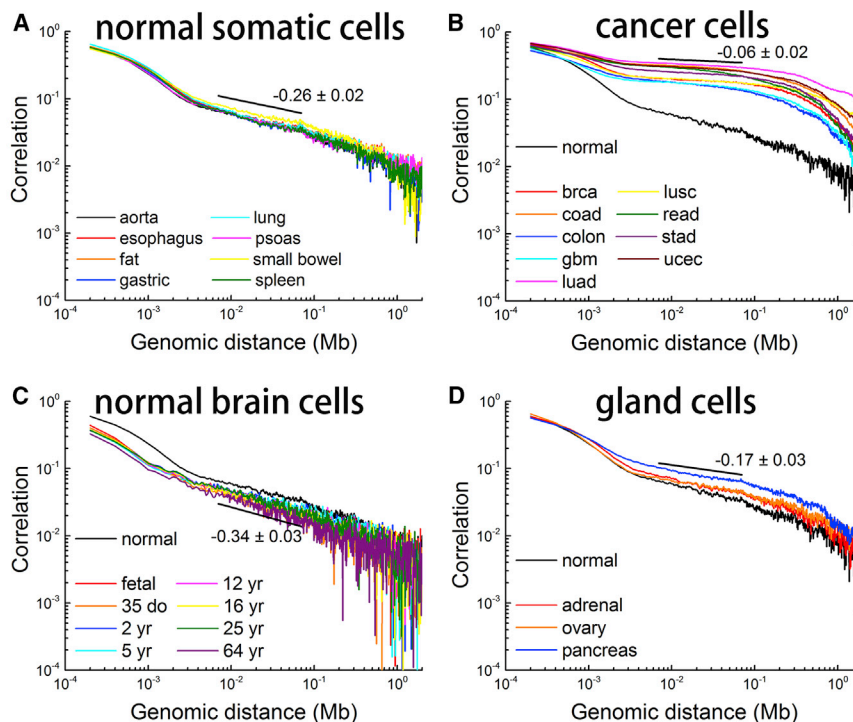 A normal somatic cells
10^0
10^-1
10^-2
10^-3
10^-4
Correlation
-0.26 ± 0.02
aorta lung
esophagus psoas
fat small bowel
gastric spleen
10^-4 10^-3 10^-2 10^-1 10^0
Genomic distance (Mb)
B cancer cells
10^0
10^-1
10^-2
10^-3
10^-4
Correlation
-0.06 ± 0.02
normal
brca lusc
coad read
colon stad
gbm ucec
luad
10^-4 10^-3 10^-2 10^-1 10^0
Genomic distance (Mb)
C normal brain cells
10^0
10^-1
10^-2
10^-3
10^-4
Correlation
-0.34 ± 0.03
normal
fetal 12 yr
35 do 16 yr
2 yr 25 yr
5 yr 64 yr
10^-4 10^-3 10^-2 10^-1 10^0
Genomic distance (Mb)
D gland cells
10^0
10^-1
10^-2
10^-3
10^-4
Correlation
-0.17 ± 0.03
normal
adrenal
ovary
pancreas
10^-4 10^-3 10^-2 10^-1 10^0
Genomic distance (Mb)